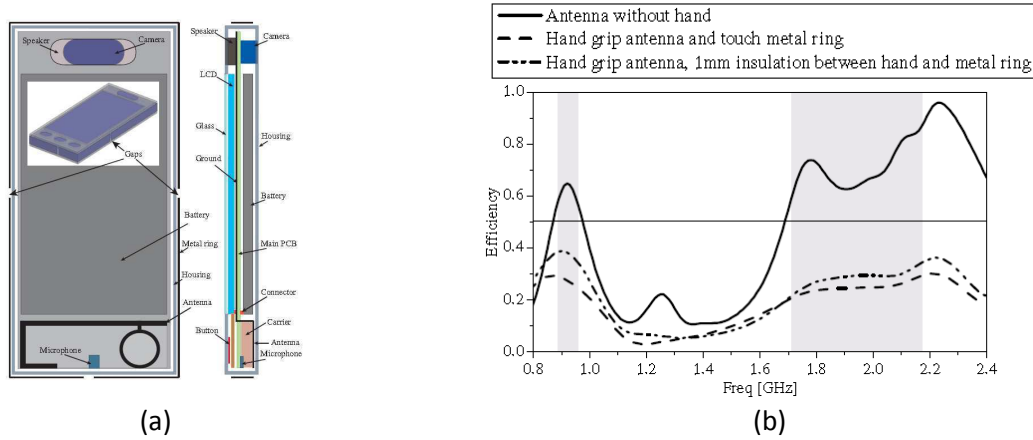 Speaker
Camera
Gaps
Battery
Metal ring
Housing
Antenna
Microphone
(a)
Speaker
Camera
LCD
Glass
Housing
Ground
Battery
Main PCB
Connector
Carrier
Button
Antenna
Microphone
Antenna without hand
Hand grip antenna and touch metal ring
Hand grip antenna, 1mm insulation between hand and metal ring
1.0
0.8
0.6
0.4
0.2
0.0
Efficiency
0.8 1.0 1.2 1.4 1.6 1.8 2.0 2.2 2.4
Freq [GHz]
(b)